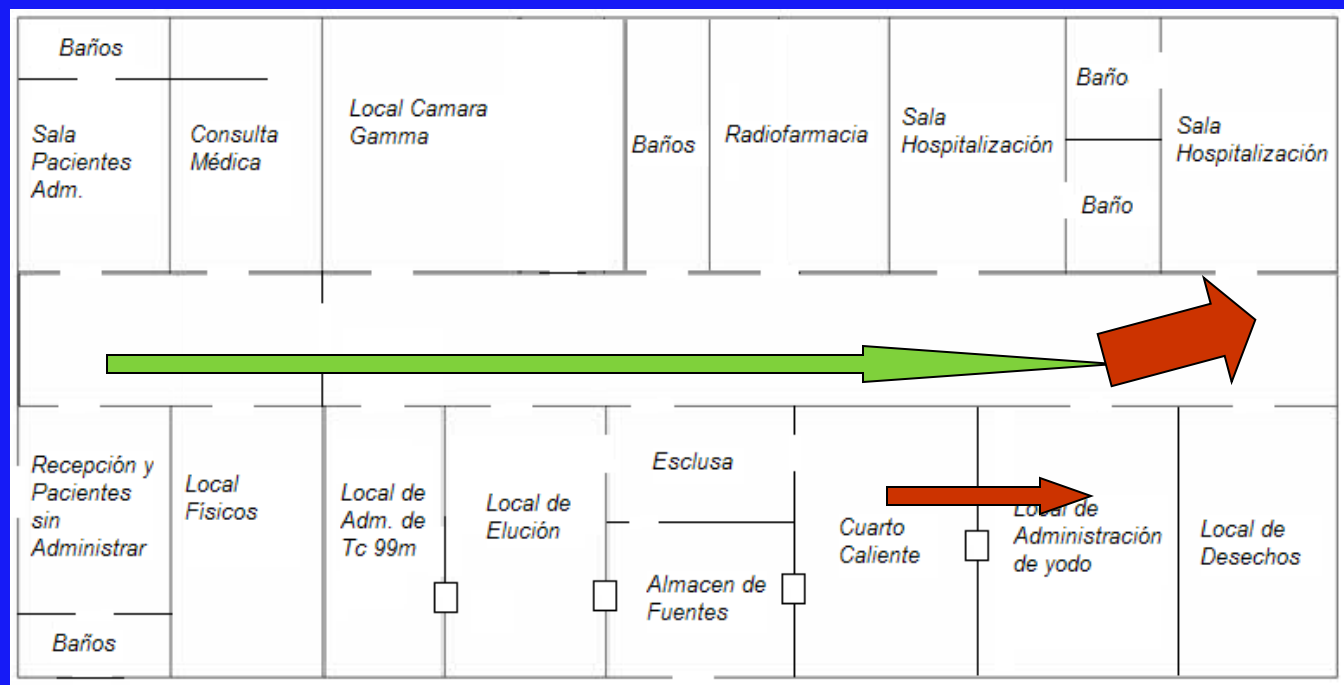 Baños
Sala
Pacientes
Adm.
Consulta
Médica
Local Camara
Gamma
Baños
Radiofarmacia
Sala
Hospitalización
Baño
Baño
Sala
Hospitalización
Recepción y
Pacientes
sin
Administrar
Baños
Local
Físicos
Local de
Adm. de
Tc 99m
Local de
Elución
Esclusa
Almacen de
Fuentes
Cuarto
Caliente
Local de
Administración
de yodo
Local de
Desechos